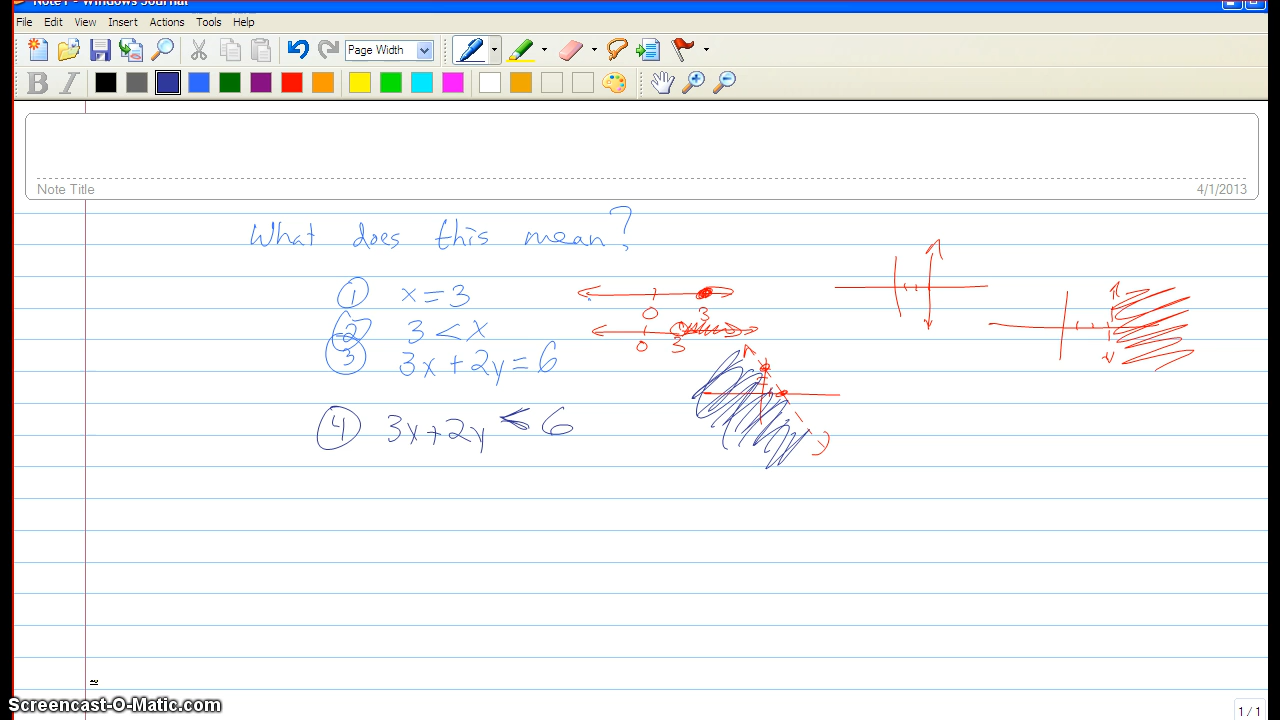 Note1 - Windows Journal
File Edit View Insert Actions Tools Help
Page Width
B I
Note Title
4/1/2013
What does this mean?
① x = 3
0 3
② 3 < x
0 3
③ 3x + 2y = 6
④ 3x + 2y < 6
Screencast-O-Matic.com
1 / 1